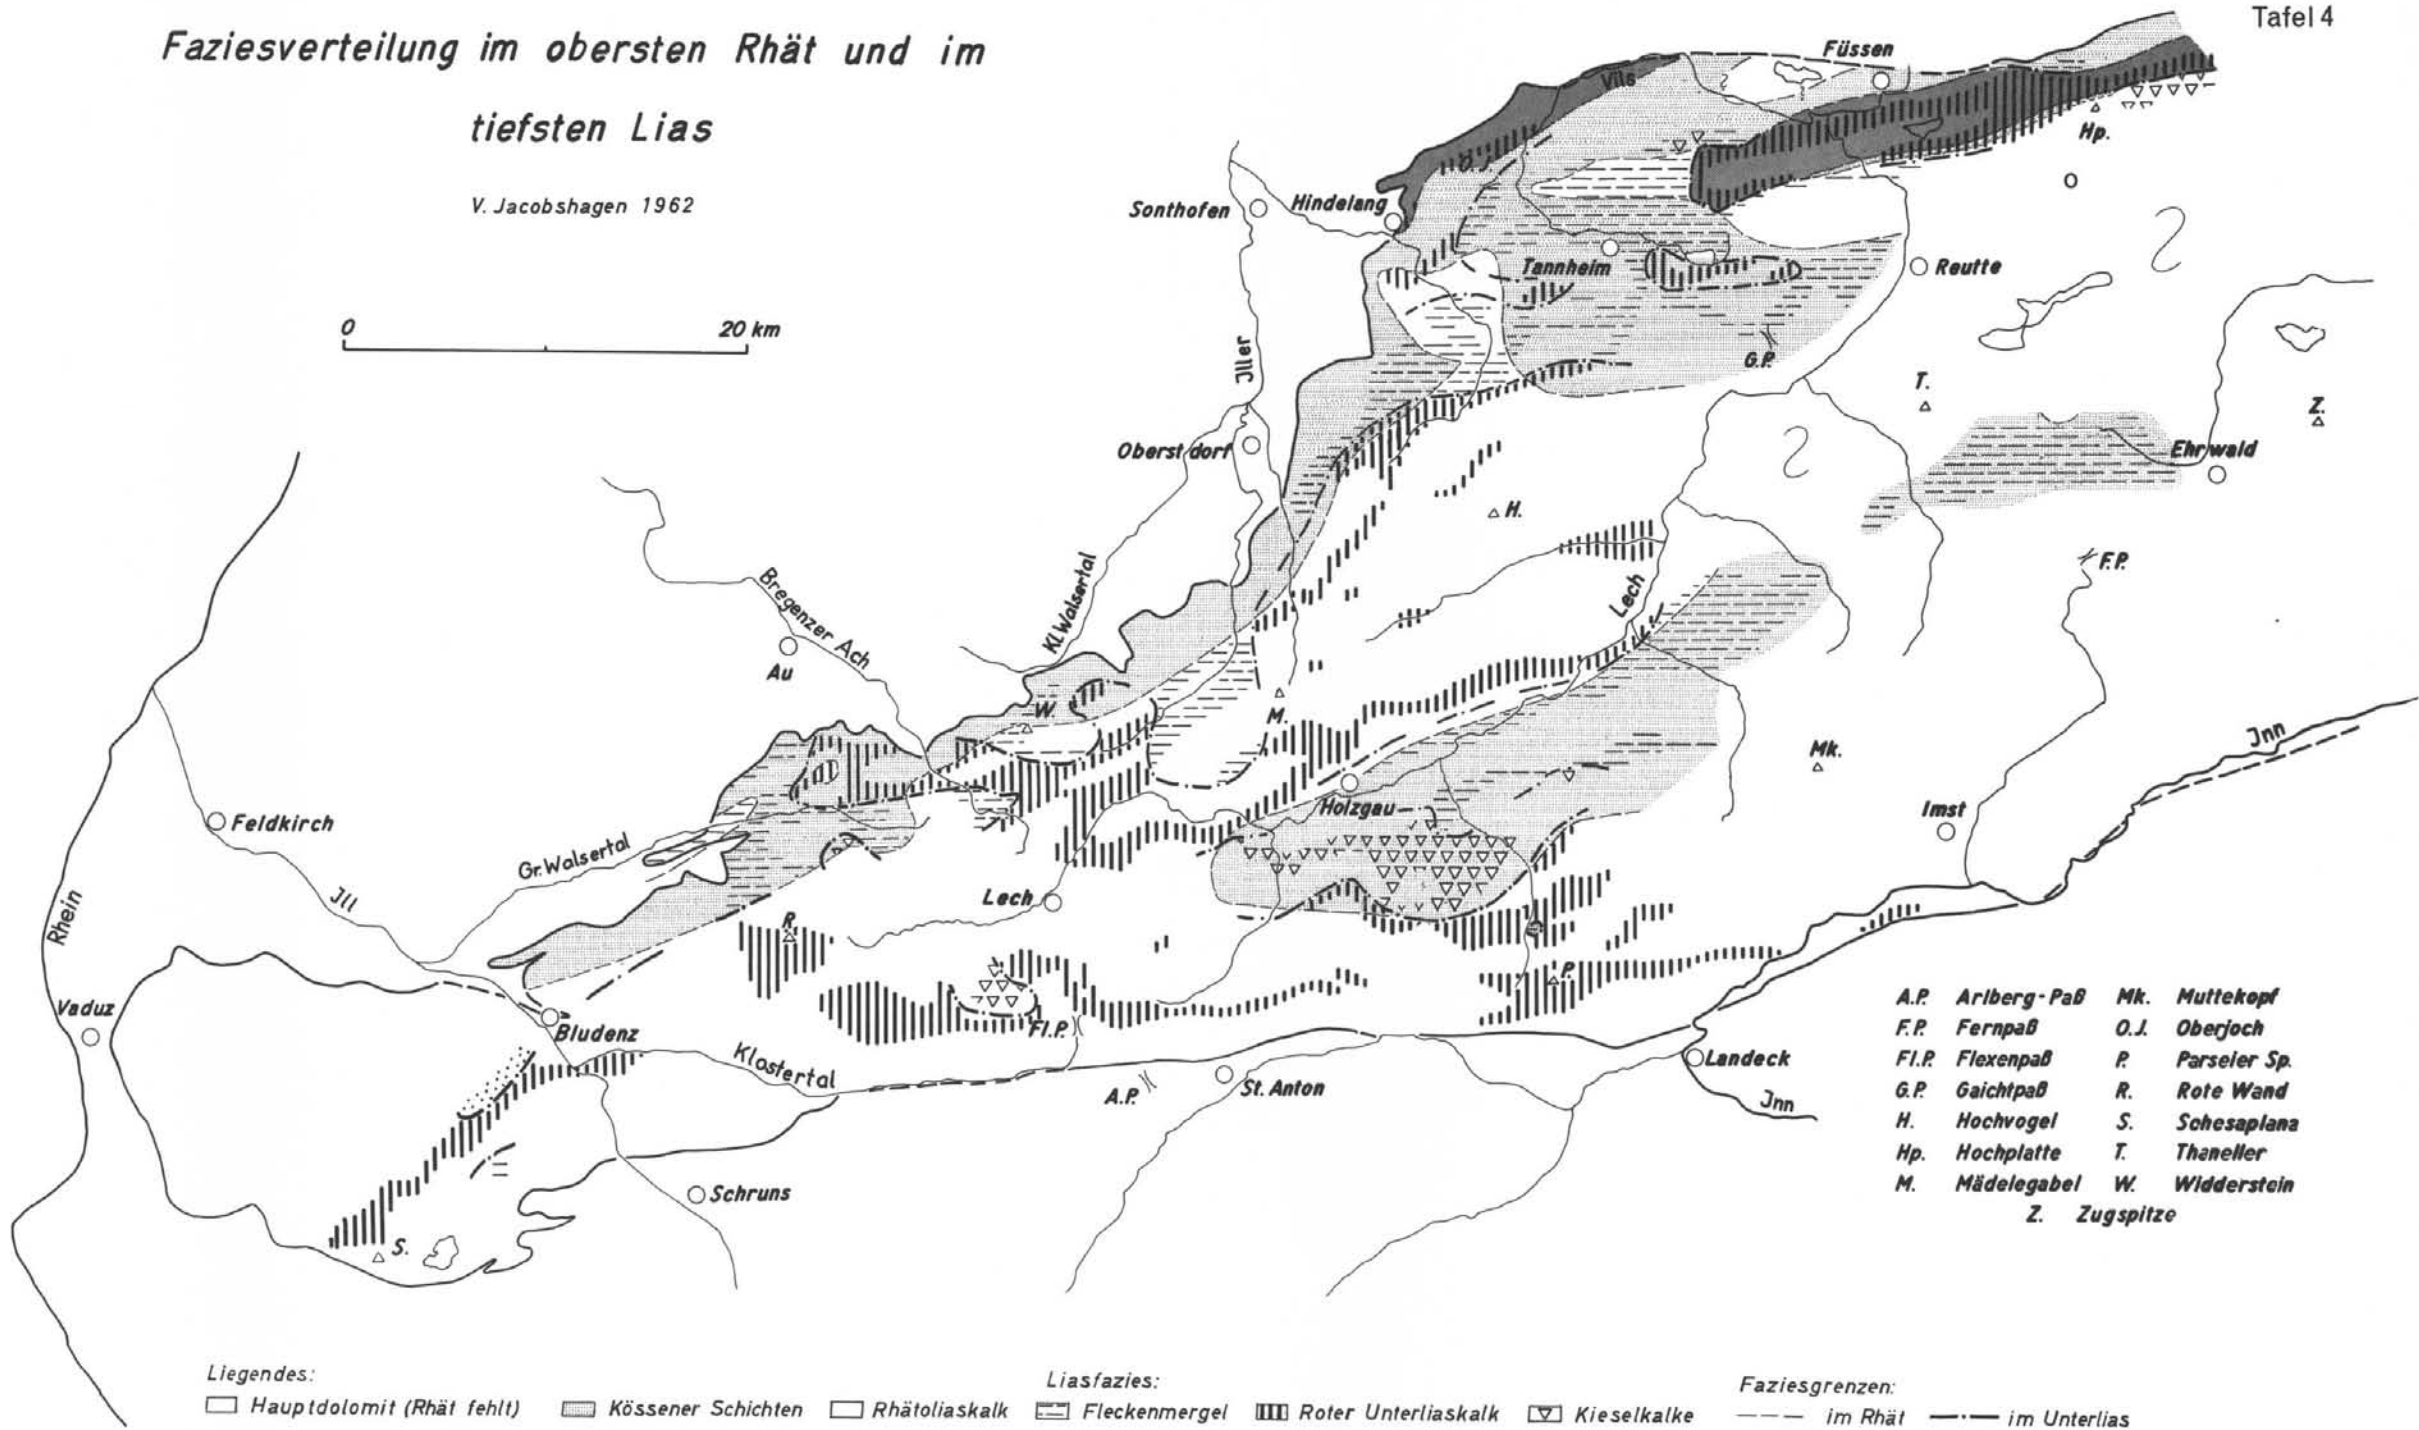 Tafel 4
Faziesverteilung im obersten Rhät und im
tiefsten Lias
V. Jacobshagen 1962
0 20 km
Füssen
Vils
O.J.
Hp.
Sonthofen
Hindelang
Tannheim
Reutte
G.P.
T.
Z.
Ehrwald
Jller
Oberstdorf
H.
F.P.
Kl.Walsertal
Bregenzer Ach
Au
Lech
W.
M.
Mk.
Jnn
Imst
Holzgau
Feldkirch
Gr.Walsertal
Jll
Rhein
Lech
R.
P.
Fl.P.
Vaduz
Bludenz
Klostertal
A.P.
St. Anton
Landeck
Jnn
Schruns
S.
A.P. Arlberg-Paß Mk. Muttekopf
F.P. Fernpaß O.J. Oberjoch
Fl.P. Flexenpaß P. Parseier Sp.
G.P. Gaichtpaß R. Rote Wand
H. Hochvogel S. Schesaplana
Hp. Hochplatte T. Thaneller
M. Mädelegabel W. Widderstein
Z. Zugspitze
Liegendes: Liasfazies: Faziesgrenzen:
Hauptdolomit (Rhät fehlt) Kössener Schichten Rhätoliaskalk Fleckenmergel Roter Unterliaskalk Kieselkalke im Rhät im Unterlias